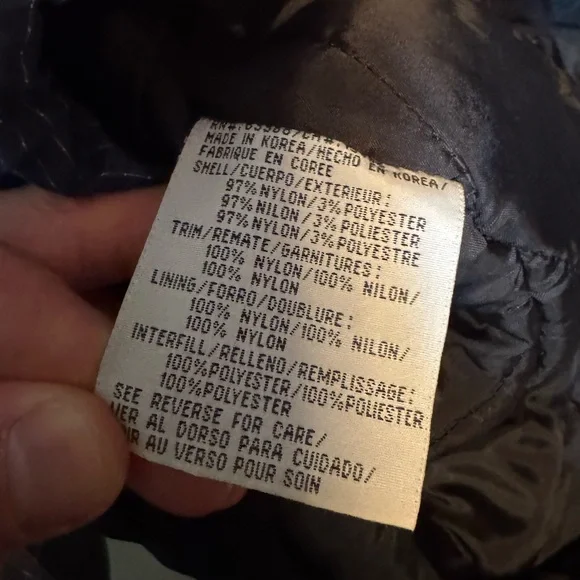 MADE IN KOREA/HECHO EN KOREA/
FABRIQUE EN COREE
SHELL/CUERPO/EXTERIEUR:
97% NYLON/3% POLYESTER
97% NILON/3% POLIESTER
97% NYLON/3% POLYESTRE
TRIM/REMATE/GARNITURES:
100% NYLON/100% NILON/
100% NYLON
LINING/FORRO/DOUBLURE:
100% NYLON/100% NILON/
100% NYLON
INTERFILL/RELLENO/REMPLISSAGE:
100%POLYESTER/100%POLIESTER
100%POLYESTER
SEE REVERSE FOR CARE/
VER AL DORSO PARA CUIDADO/
AU VERSO POUR SOIN